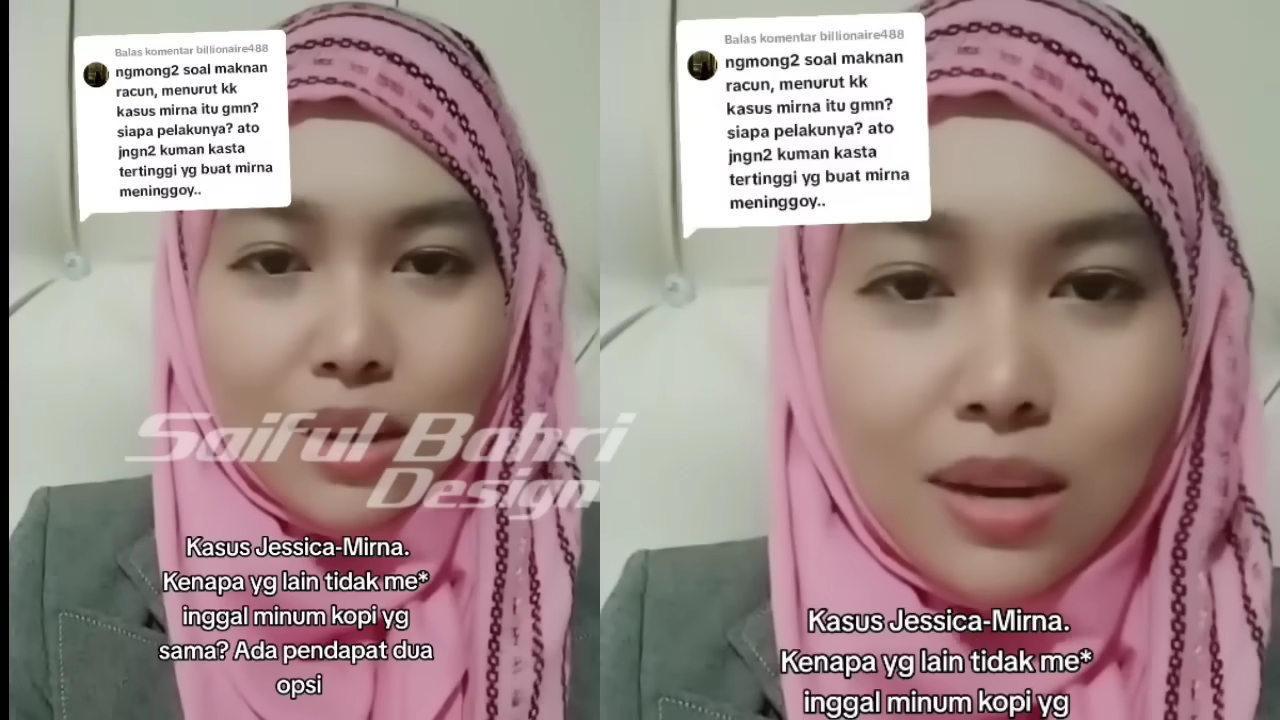 Balas komentar billionaire488
ngmong2 soal maknan
racun, menurut kk
kasus mirna itu gmn?
siapa pelakunya? ato
jngn2 kuman kasta
tertinggi yg buat mirna
meninggoy..
Saiful Bahri
Design
Kasus Jessica-Mirna.
Kenapa yg lain tidak me*
inggal minum kopi yg
sama? Ada pendapat dua
opsi
Balas komentar billionaire488
ngmong2 soal maknan
racun, menurut kk
kasus mirna itu gmn?
siapa pelakunya? ato
jngn2 kuman kasta
tertinggi yg buat mirna
meninggoy..
Kasus Jessica-Mirna.
Kenapa yg lain tidak me*
inggal minum kopi yg